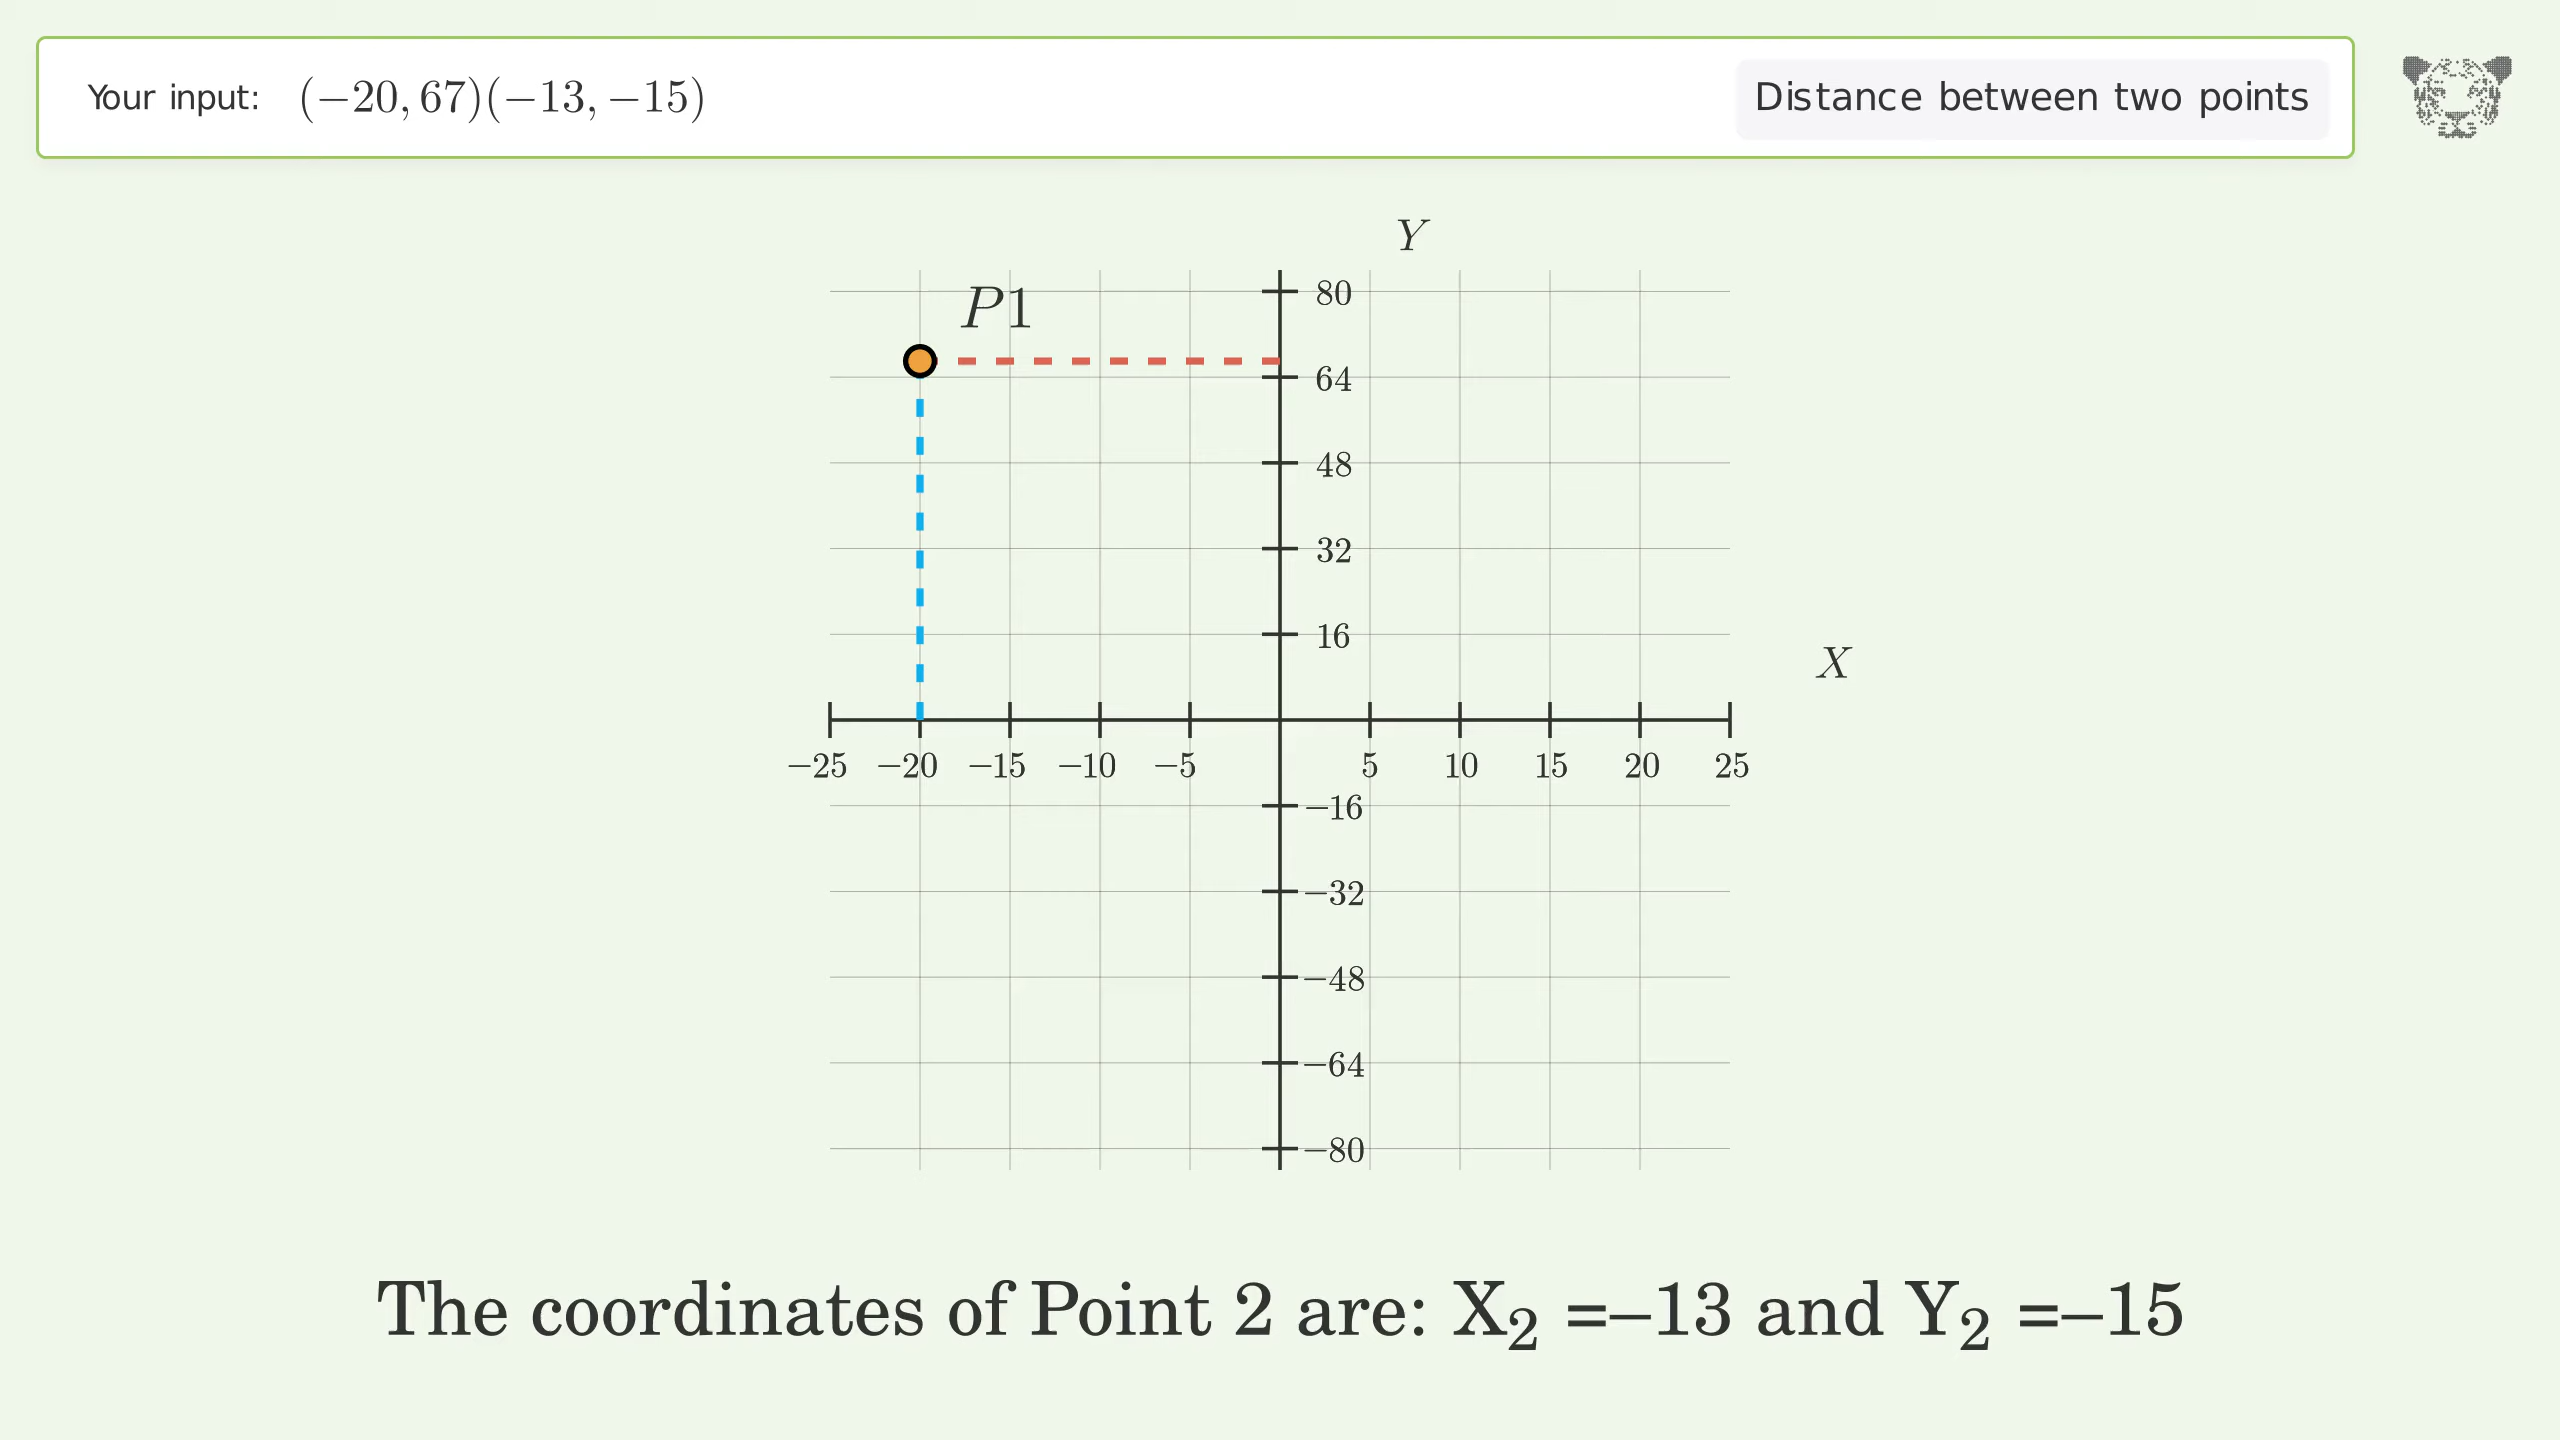 Your input: (−20, 67)(−13, −15)
Distance between two points
Y
80
P1
64
48
32
16
X
−25 −20 −15 −10 −5 5 10 15 20 25
−16
−32
−48
−64
−80
The coordinates of Point 2 are: X₂ =−13 and Y₂ =−15